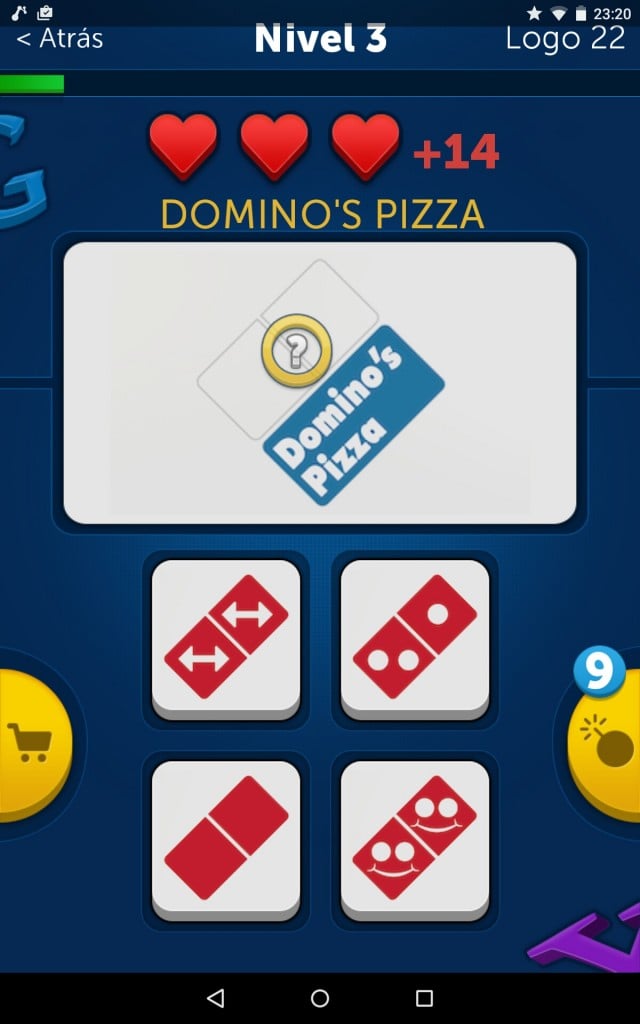 23:20
< Atrás
Nivel 3
Logo 22
+14
DOMINO'S PIZZA
?
Domino's
Pizza
9